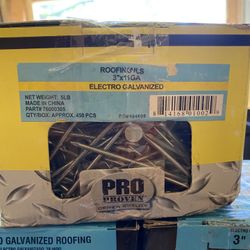 ROOFING NAILS
3"x11GA
ELECTRO GALVANIZED
NET WEIGHT: 5LB
MADE IN CHINA
PART# 76000305
QTY/BOX: APPROX. 450 PCS
PRO
PROVEN
GALVANIZED ROOFING
ELECTRO
3"